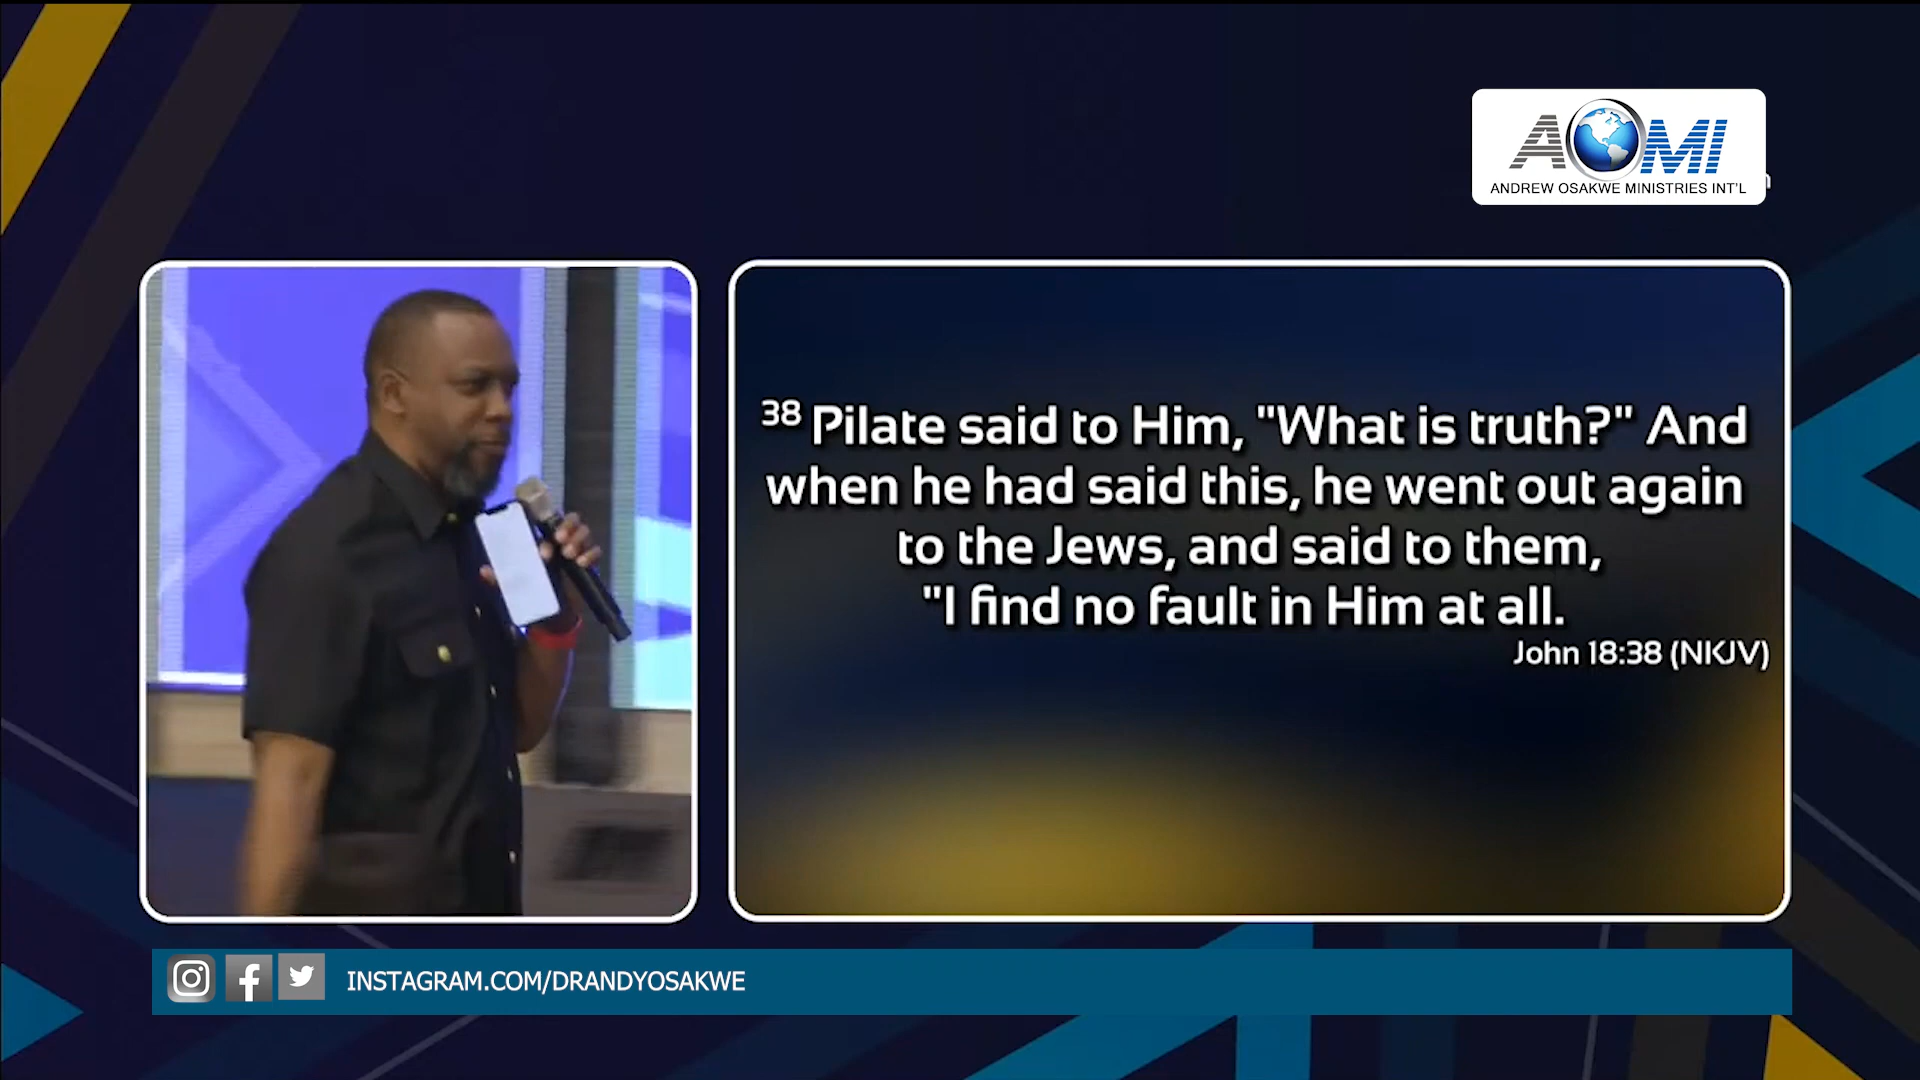 AOMI
ANDREW OSAKWE MINISTRIES INT'L
38 Pilate said to Him, "What is truth?" And
when he had said this, he went out again
to the Jews, and said to them,
"I find no fault in Him at all.
John 18:38 (NKJV)
INSTAGRAM.COM/DRANDYOSAKWE